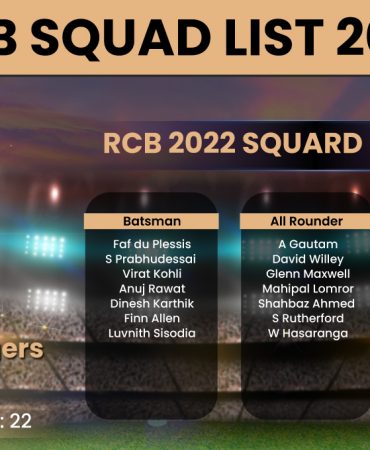 B SQUAD LIST 20
RCB 2022 SQUARD
Batsman
Faf du Plessis
S Prabhudessai
Virat Kohli
Anuj Rawat
Dinesh Karthik
Finn Allen
Luvnith Sisodia
All Rounder
A Gautam
David Willey
Glenn Maxwell
Mahipal Lomror
Shahbaz Ahmed
S Rutherford
W Hasaranga
ers
: 22